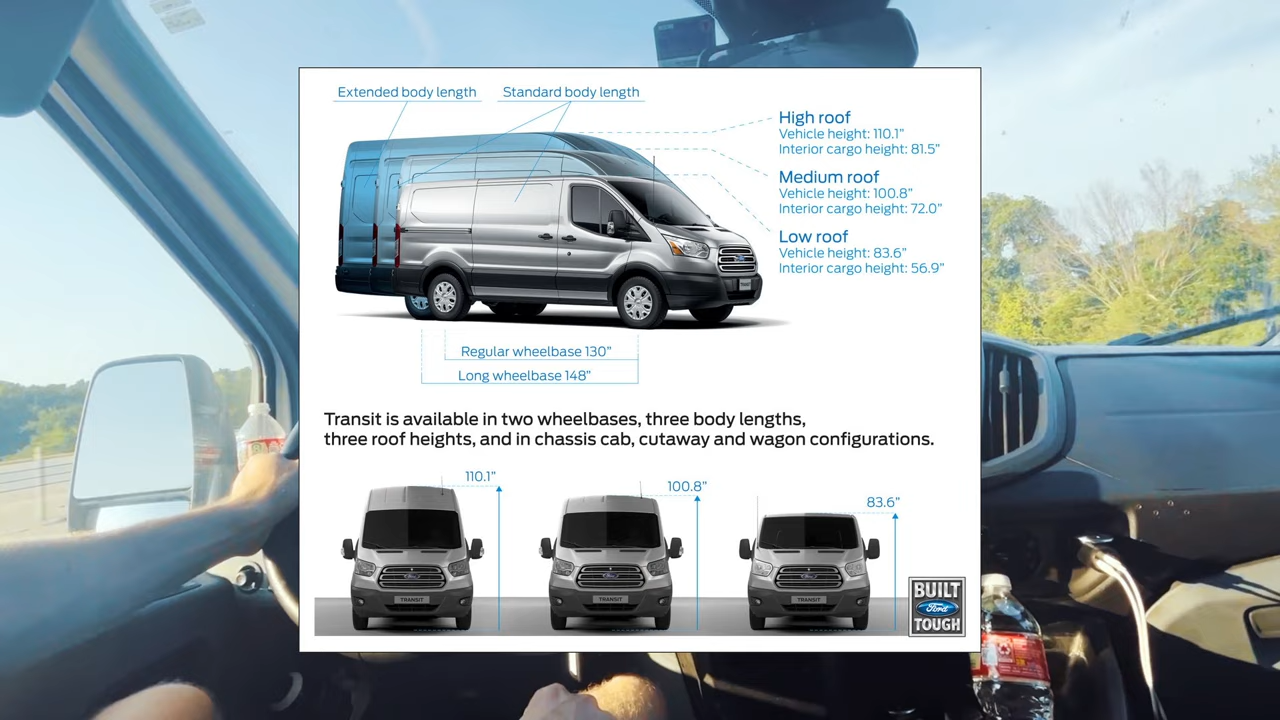 Extended body length
Standard body length
High roof
Vehicle height: 110.1”
Interior cargo height: 81.5”
Medium roof
Vehicle height: 100.8”
Interior cargo height: 72.0”
Low roof
Vehicle height: 83.6”
Interior cargo height: 56.9”
Regular wheelbase 130”
Long wheelbase 148”
Transit is available in two wheelbases, three body lengths,
three roof heights, and in chassis cab, cutaway and wagon configurations.
110.1”
100.8”
83.6”
TRANSIT
TRANSIT
TRANSIT
BUILT
Ford
TOUGH